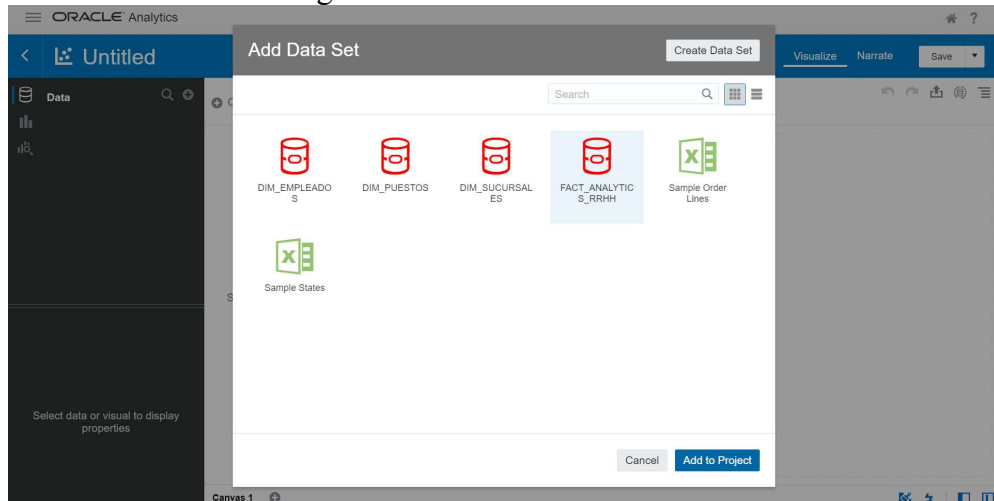 ORACLE Analytics
?
Untitled
Visualize
Narrate
Save
Data
Add Data Set
Create Data Set
Search
DIM_EMPLEADO
S
DIM_PUESTOS
DIM_SUCURSAL
ES
FACT_ANALYTIC
S_RRHH
Sample Order
Lines
Sample States
Select data or visual to display
properties
Cancel
Add to Project
Canvas 1